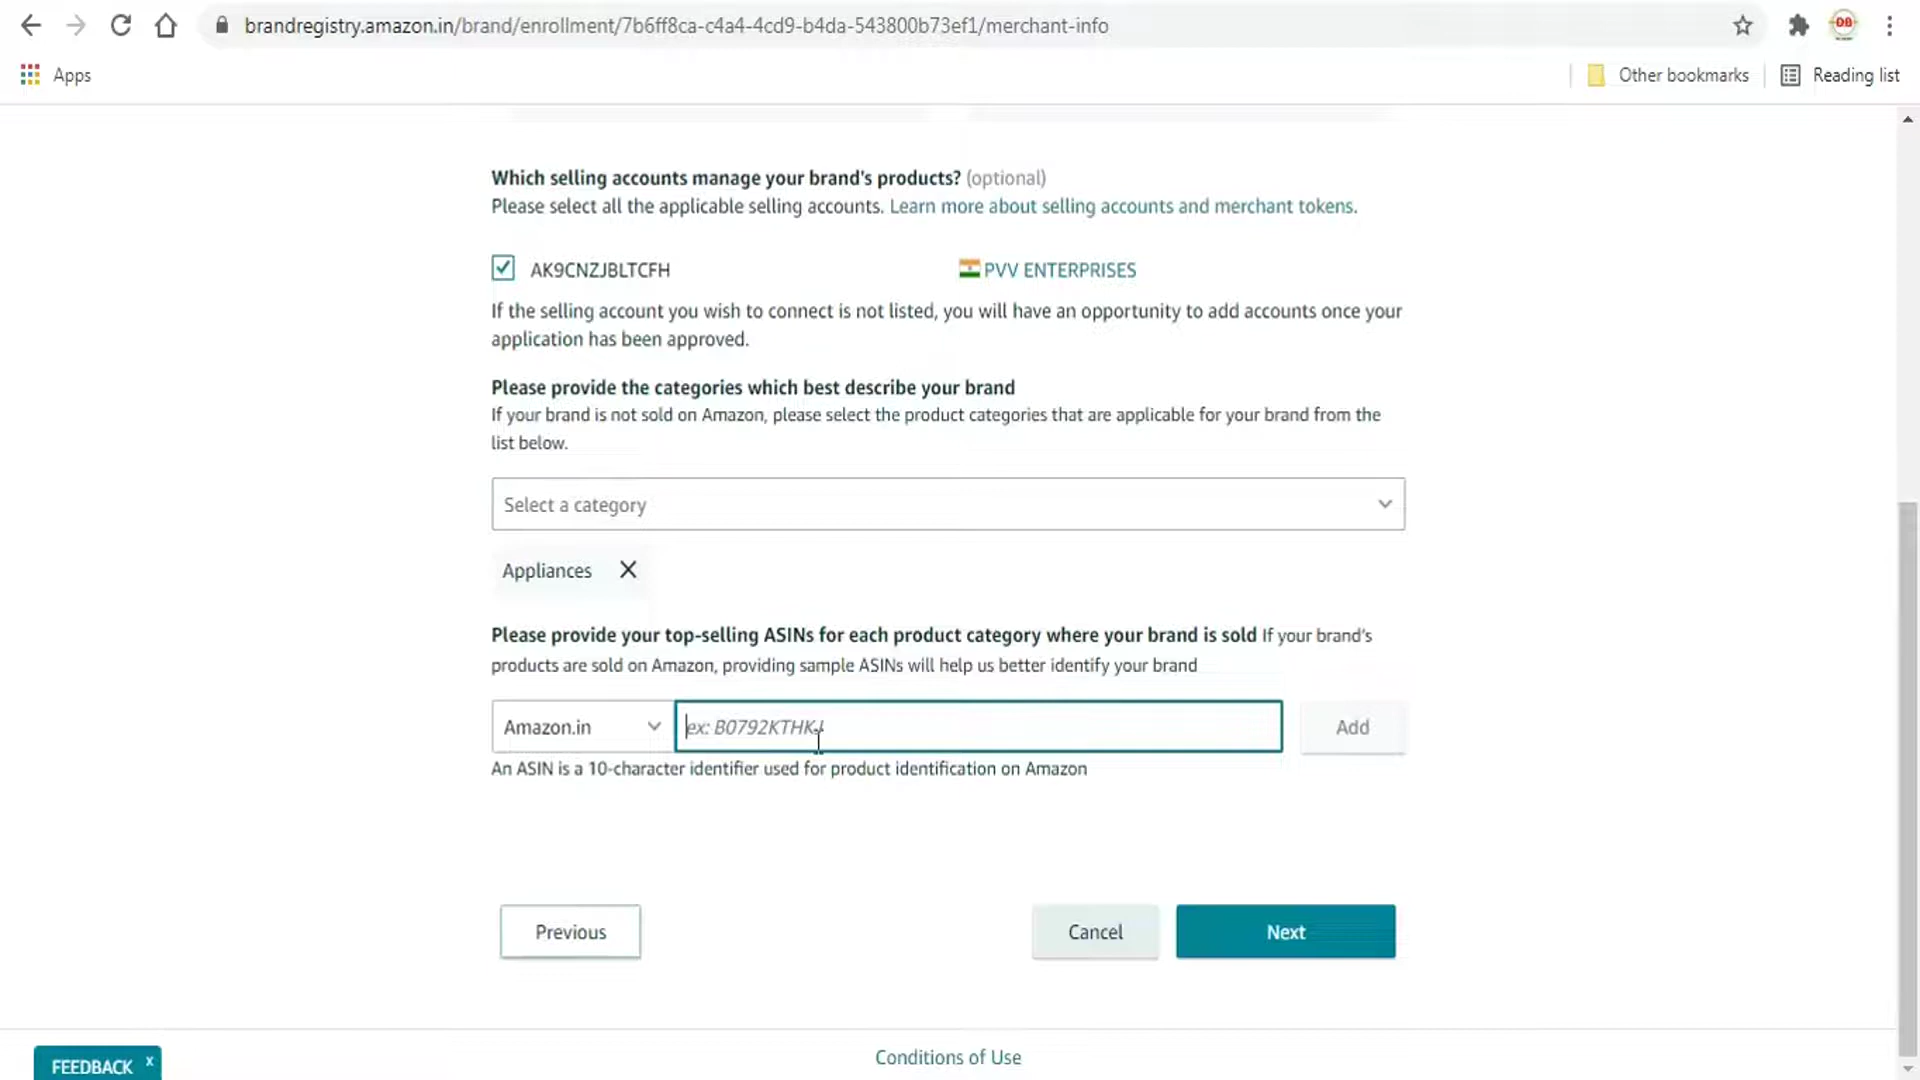 brandregistry.amazon.in/brand/enrollment/7b6ff8ca-c4a4-4cd9-b4da-543800b73ef1/merchant-info
Apps
Other bookmarks
Reading list
Which selling accounts manage your brand's products? (optional)
Please select all the applicable selling accounts. Learn more about selling accounts and merchant tokens.
AK9CNZJBLTCFH
PVV ENTERPRISES
If the selling account you wish to connect is not listed, you will have an opportunity to add accounts once your
application has been approved.
Please provide the categories which best describe your brand
If your brand is not sold on Amazon, please select the product categories that are applicable for your brand from the
list below.
Select a category
Appliances
Please provide your top-selling ASINs for each product category where your brand is sold If your brand's
products are sold on Amazon, providing sample ASINs will help us better identify your brand
Amazon.in
ex: B0792KTHKJ
Add
An ASIN is a 10-character identifier used for product identification on Amazon
Previous
Cancel
Next
FEEDBACK x
Conditions of Use